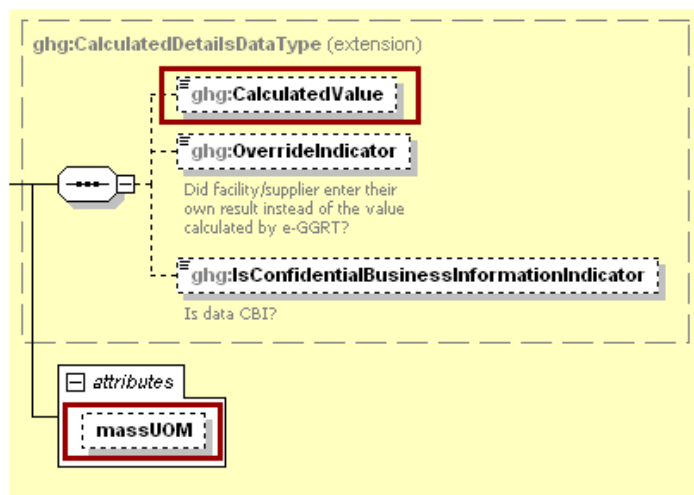 ghg:CalculatedDetailsDataType (extension)
ghg:CalculatedValue
ghg:OverrideIndicator
Did facility/supplier enter their
own result instead of the value
calculated by e-GGRT?
ghg:IsConfidentialBusinessInformationIndicator
Is data CBI?
attributes
massUOM